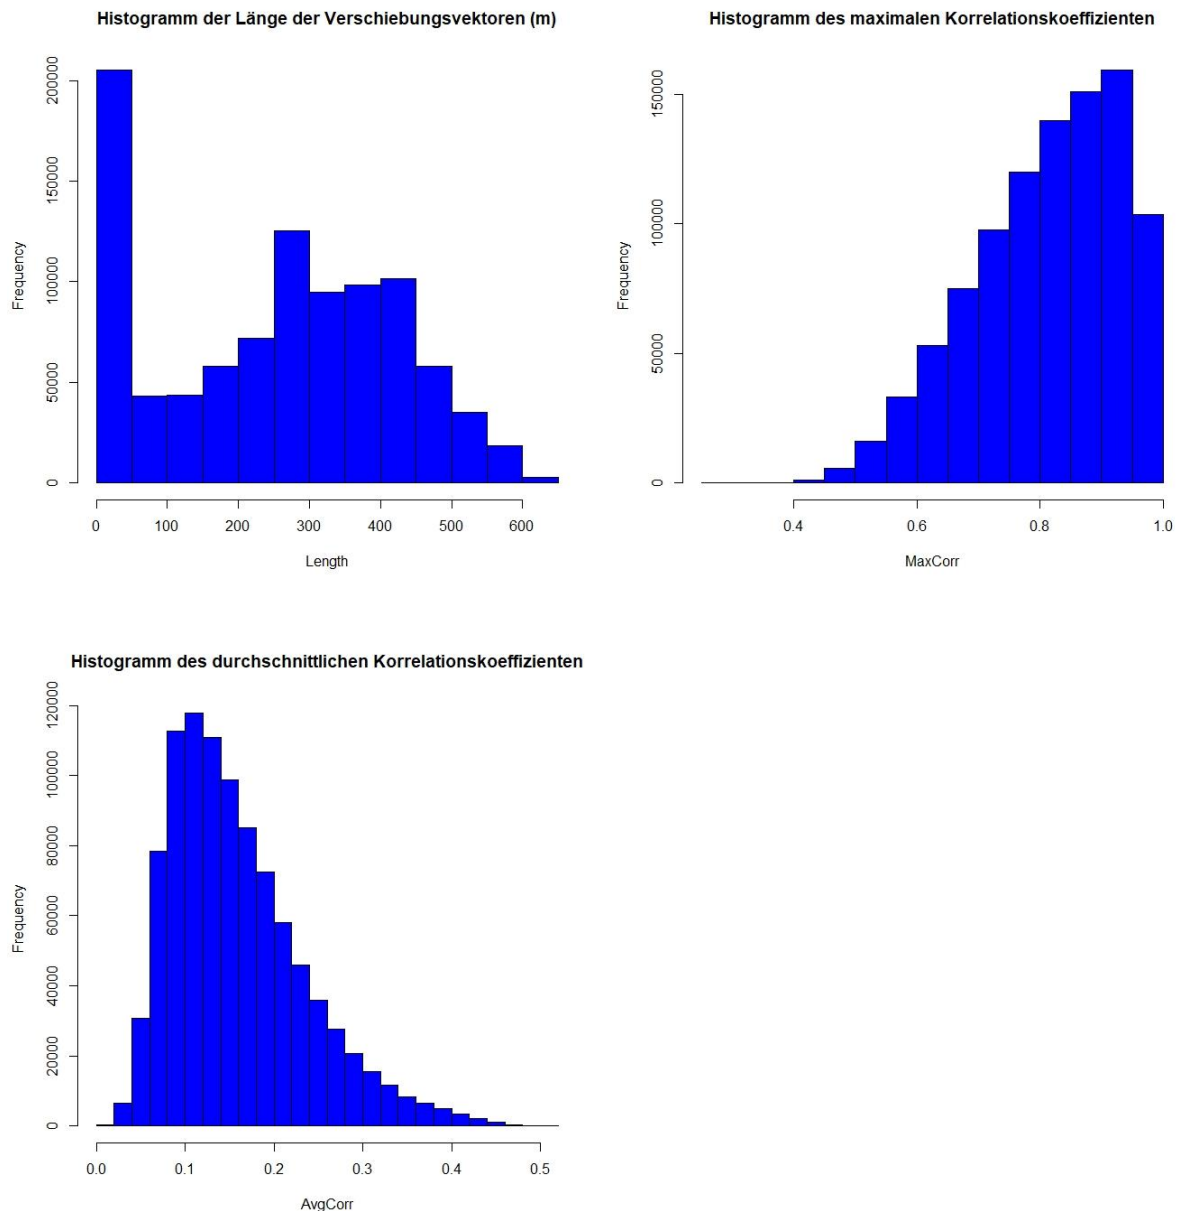 Histogramm der Länge der Verschiebungsvektoren (m)
Frequency
0 50000 100000 150000 200000
0 100 200 300 400 500 600
Length
Histogramm des maximalen Korrelationskoeffizienten
Frequency
0 50000 100000 150000
0.4 0.6 0.8 1.0
MaxCorr
Histogramm des durchschnittlichen Korrelationskoeffizienten
Frequency
0 20000 40000 60000 80000 100000 120000
0.0 0.1 0.2 0.3 0.4 0.5
AvgCorr